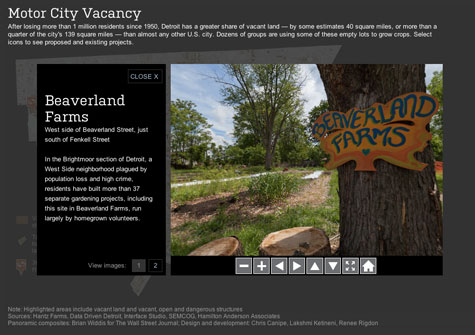 Motor City Vacancy
After losing more than 1 million residents since 1950, Detroit has a greater share of vacant land — by some estimates 40 square miles, or more than a
quarter of the city's 139 square miles — than almost any other U.S. city. Dozens of groups are using some of these empty lots to grow crops. Select
icons to see proposed and existing projects.
CLOSE X
Beaverland
Farms
West side of Beaverland Street, just
south of Fenkell Street
In the Brightmoor section of Detroit, a
West Side neighborhood plagued by
population loss and high crime,
residents have built more than 37
separate gardening projects, including
this site in Beaverland Farms, run
largely by homegrown volunteers.
View images: 1 2
BEAVERLAND
FARMS
Note: Highlighted areas include vacant land and vacant, open and dangerous structures
Sources: Hantz Farms, Data Driven Detroit, Interface Studio, SEMCOG, Hamilton Anderson Associates
Panoramic composites: Brian Widdis for The Wall Street Journal; Design and development: Chris Canipe, Lakshmi Ketineni, Renee Rigdon